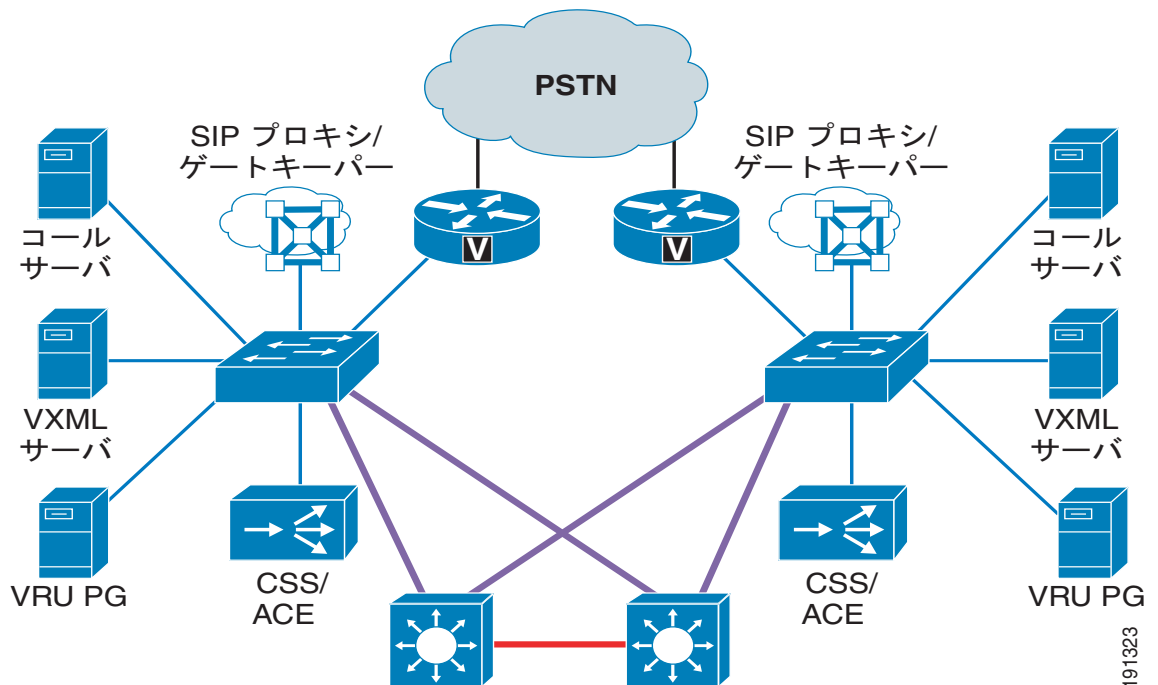 PSTN
SIP プロキシ/
ゲートキーパー
SIP プロキシ/
ゲートキーパー
V
V
コール
サーバ
コール
サーバ
VXML
サーバ
VXML
サーバ
VRU PG
CSS/
ACE
CSS/
ACE
VRU PG
191323